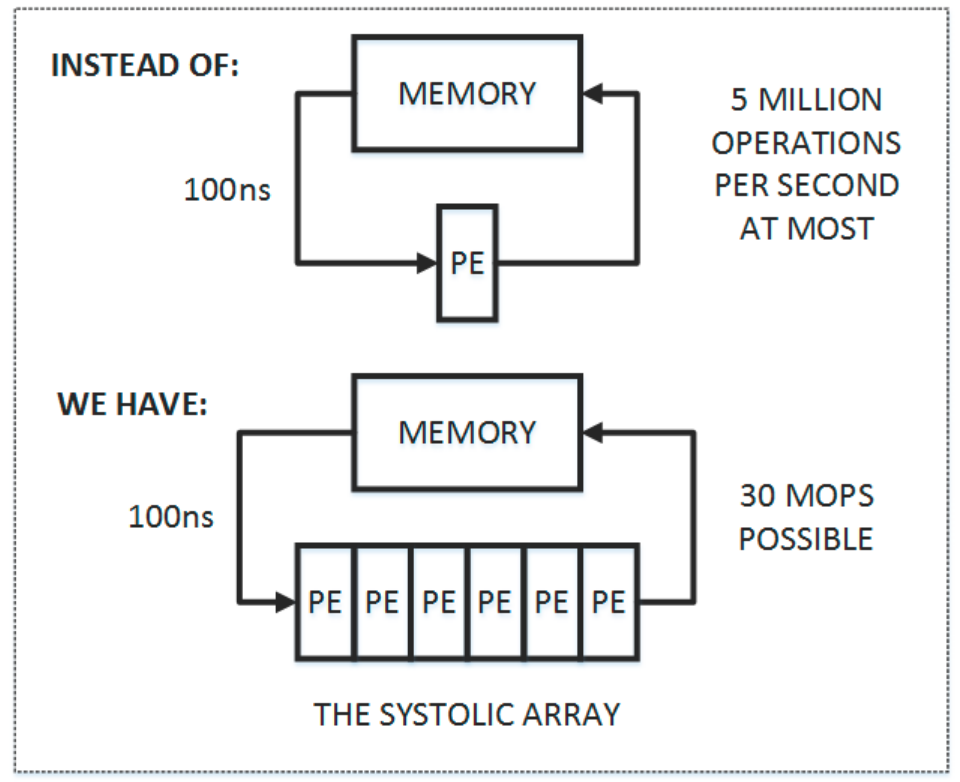 INSTEAD OF:
MEMORY
5 MILLION
OPERATIONS
PER SECOND
AT MOST
100ns
PE
WE HAVE:
MEMORY
100ns
30 MOPS
POSSIBLE
PE PE PE PE PE PE
THE SYSTOLIC ARRAY